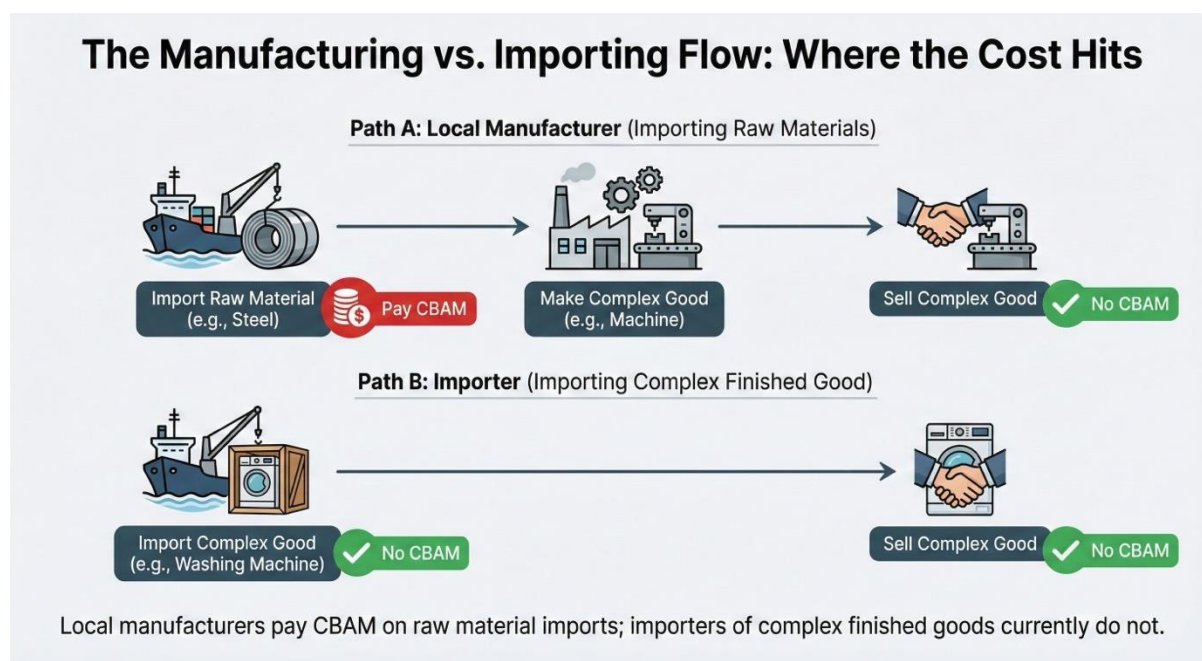 The Manufacturing vs. Importing Flow: Where the Cost Hits
Path A: Local Manufacturer (Importing Raw Materials)
Import Raw Material
(e.g., Steel)
$
Pay CBAM
Make Complex Good
(e.g., Machine)
Sell Complex Good
No CBAM
Path B: Importer (Importing Complex Finished Good)
Import Complex Good
(e.g., Washing Machine)
No CBAM
Sell Complex Good
No CBAM
Local manufacturers pay CBAM on raw material imports; importers of complex finished goods currently do not.